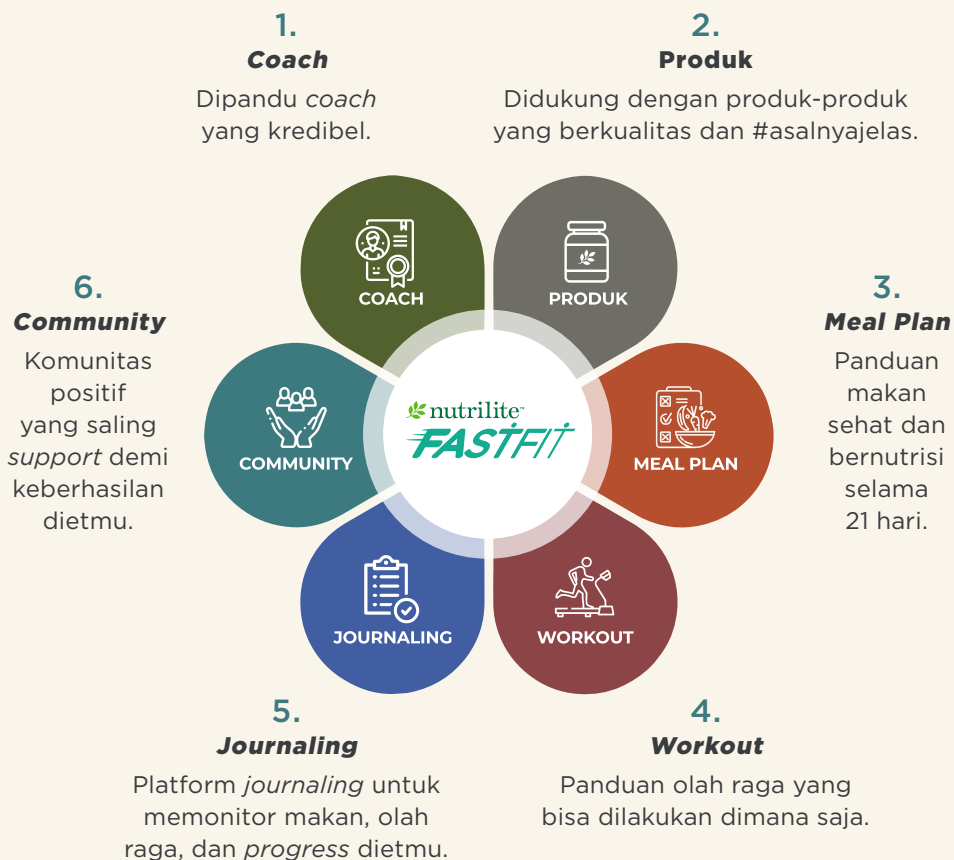 1.
Coach
Dipandu coach
yang kredibel.
2.
Produk
Didukung dengan produk-produk
yang berkualitas dan #asalnyajelas.
COACH
PRODUK
6.
Community
Komunitas
positif
yang saling
support demi
keberhasilan
dietmu.
3.
Meal Plan
Panduan
makan
sehat dan
bernutrisi
selama
21 hari.
COMMUNITY
nutrilite™
FASTFIT
MEAL PLAN
JOURNALING
WORKOUT
5.
Journaling
Platform journaling untuk
memonitor makan, olah
raga, dan progress dietmu.
4.
Workout
Panduan olah raga yang
bisa dilakukan dimana saja.